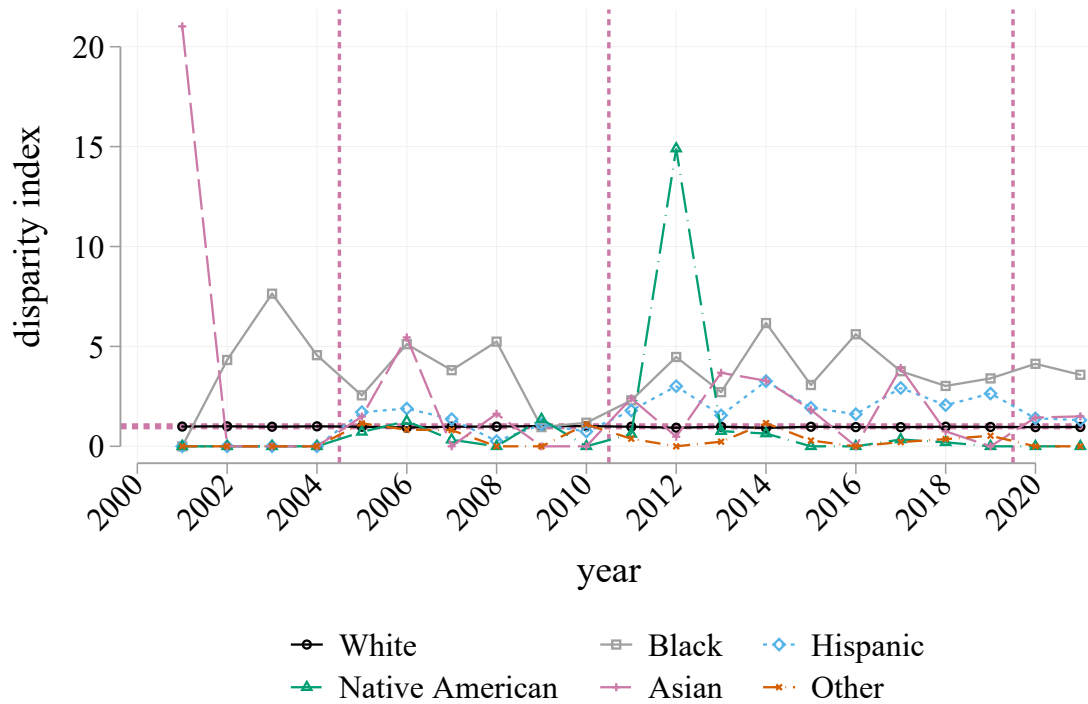 disparity index
20
15
10
5
0
2000 2002 2004 2006 2008 2010 2012 2014 2016 2018 2020
year
White Black Hispanic
Native American Asian Other